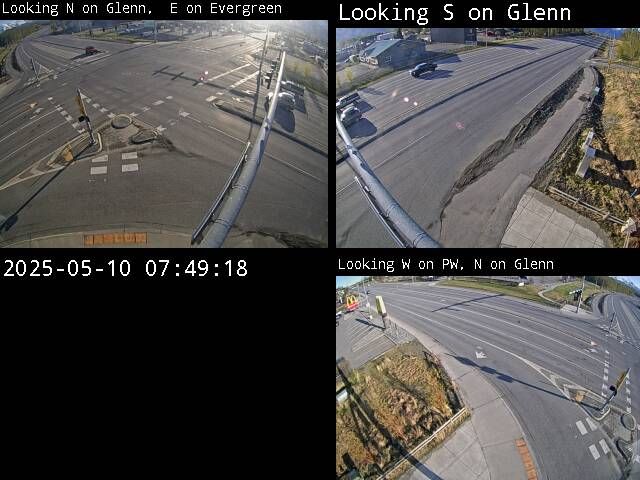 Looking N on Glenn,  E on Evergreen
Looking S on Glenn
2025-05-10 07:49:18
Looking W on PW, N on Glenn